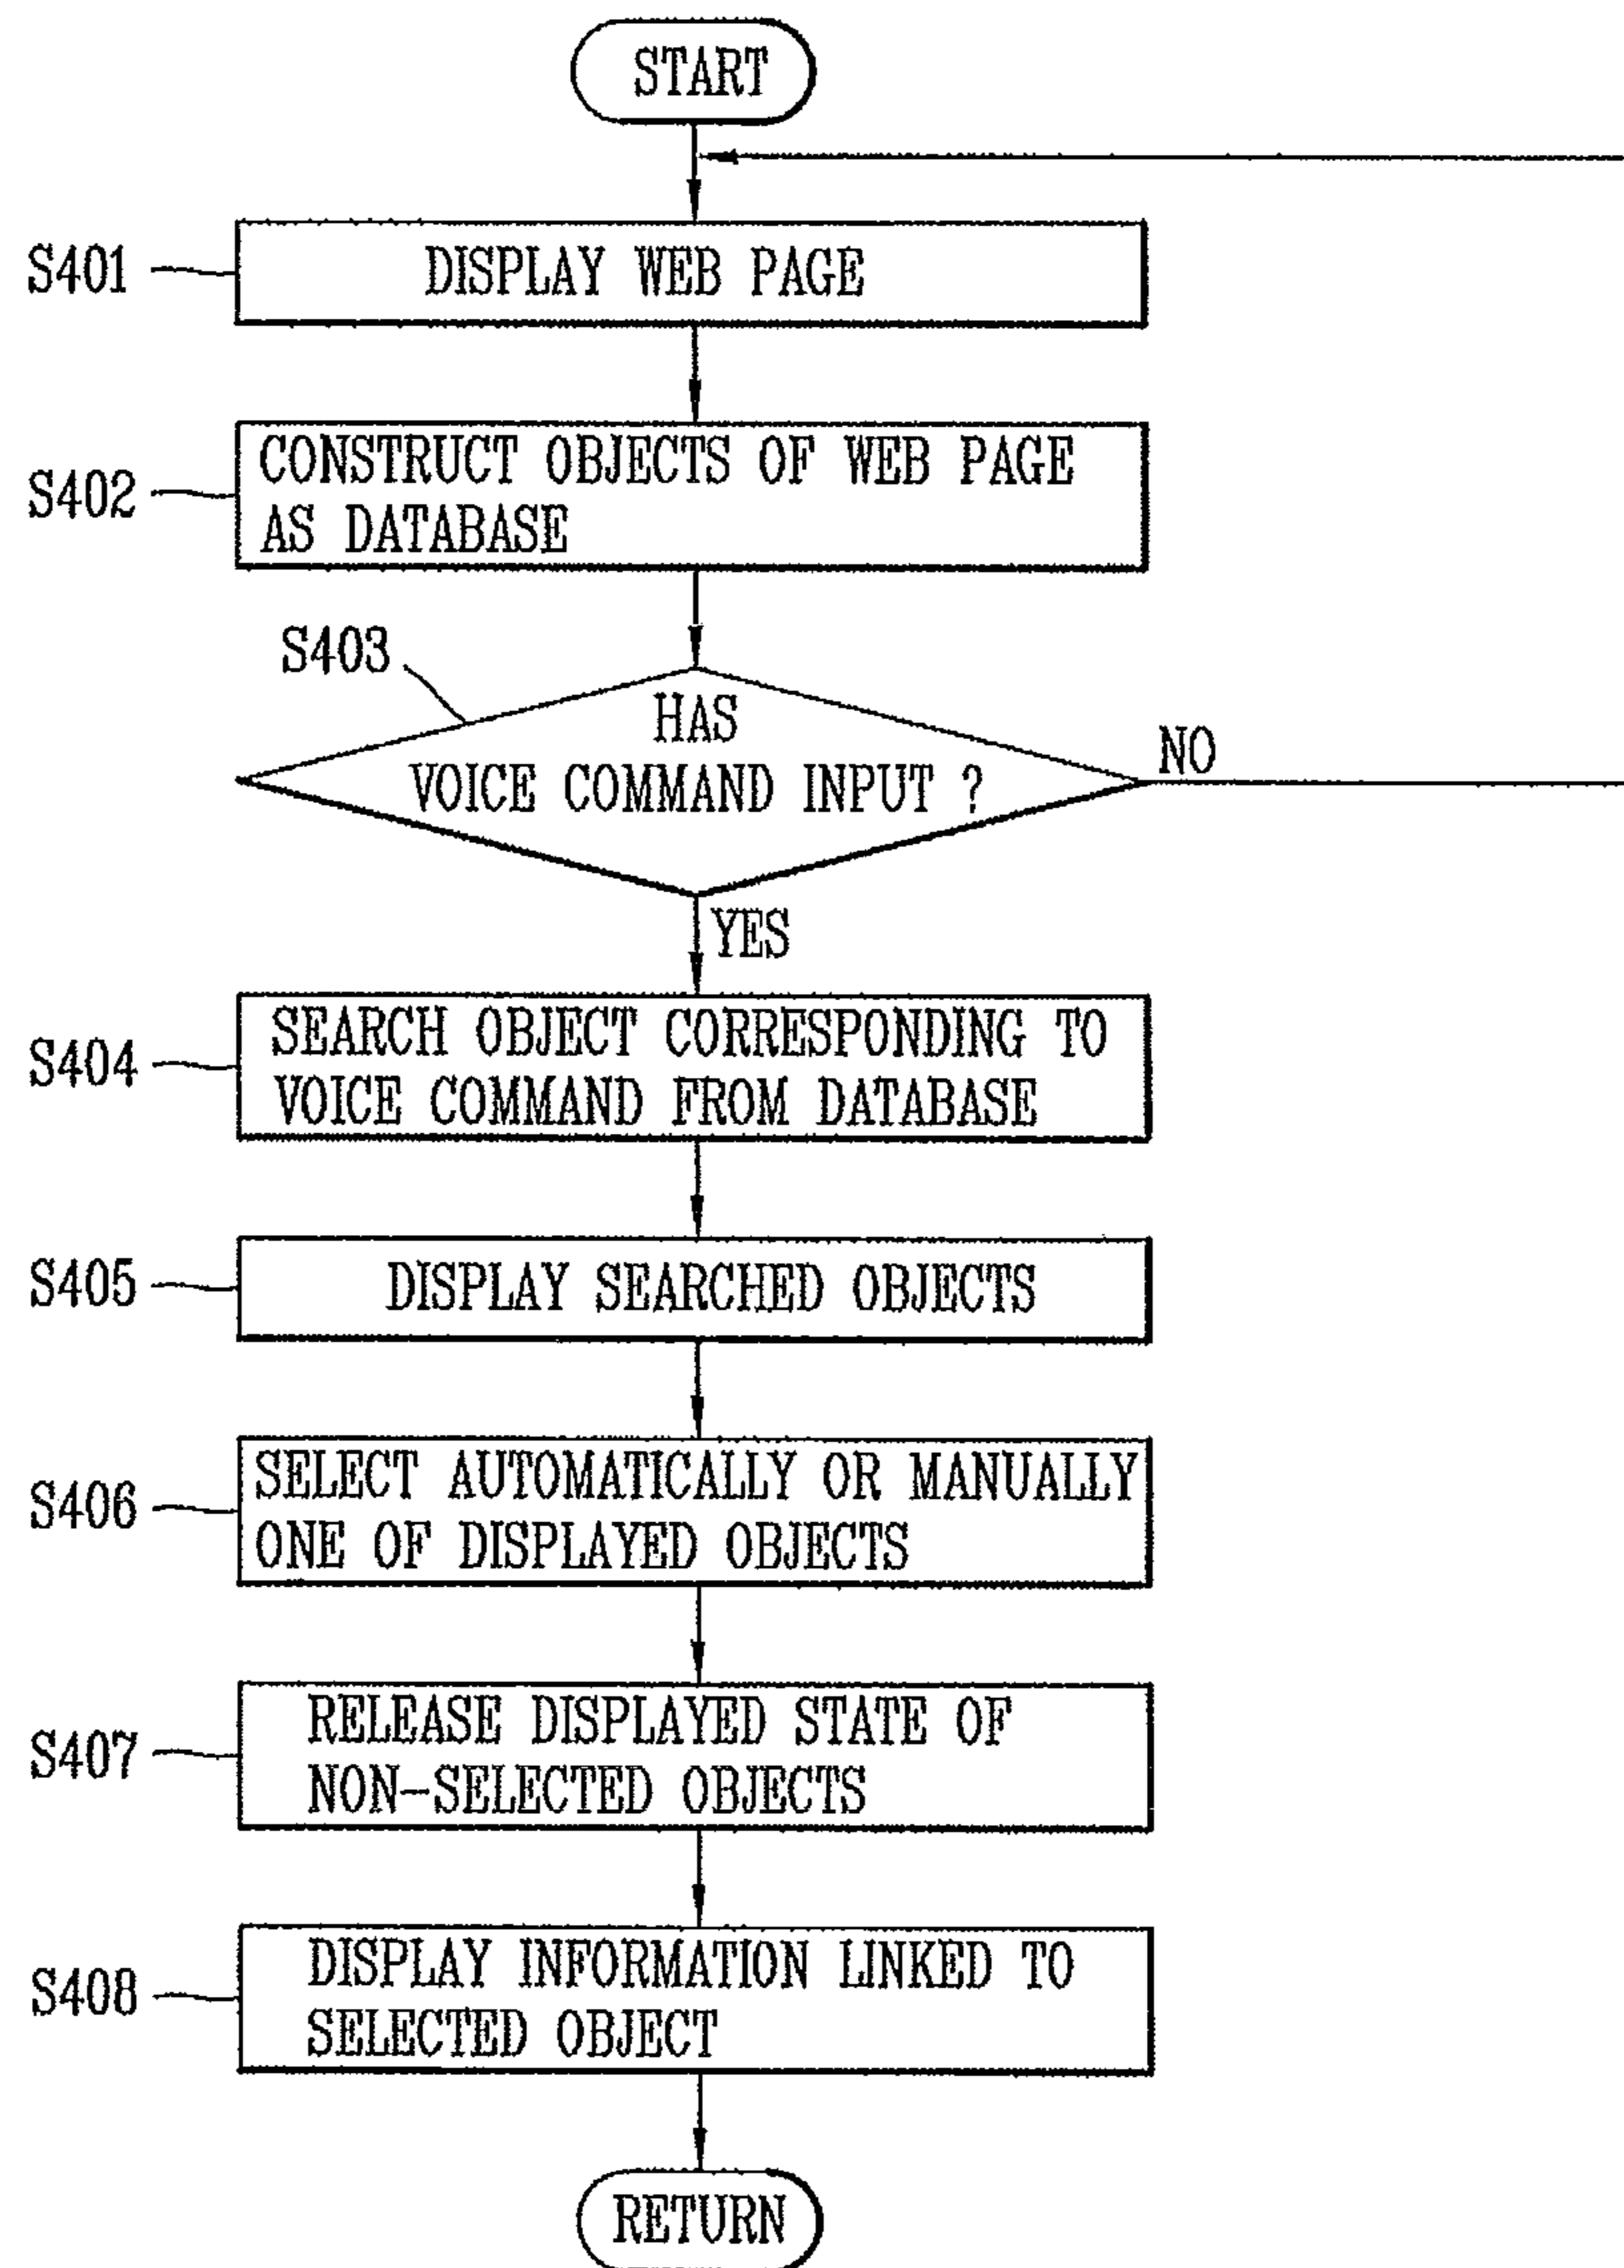 START
S401
DISPLAY WEB PAGE
S402
CONSTRUCT OBJECTS OF WEB PAGE
AS DATABASE
S403
HAS
VOICE COMMAND INPUT ?
NO
YES
S404
SEARCH OBJECT CORRESPONDING TO
VOICE COMMAND FROM DATABASE
S405
DISPLAY SEARCHED OBJECTS
S406
SELECT AUTOMATICALLY OR MANUALLY
ONE OF DISPLAYED OBJECTS
S407
RELEASE DISPLAYED STATE OF
NON-SELECTED OBJECTS
S408
DISPLAY INFORMATION LINKED TO
SELECTED OBJECT
RETURN